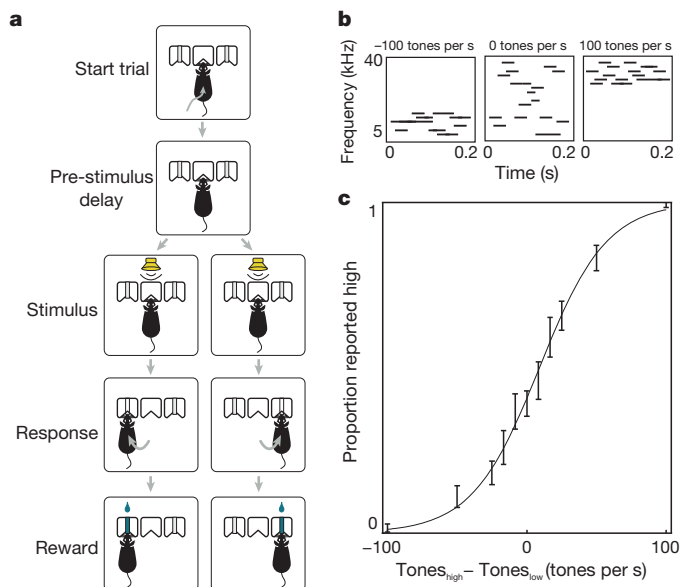 a
Start trial
Pre-stimulus
delay
Stimulus
Response
Reward
b
−100 tones per s
0 tones per s
100 tones per s
Frequency (kHz)
40
5
0
0.2
0
0.2
0
0.2
Time (s)
c
Proportion reported high
1
0
−100
0
100
Tones_high − Tones_low (tones per s)